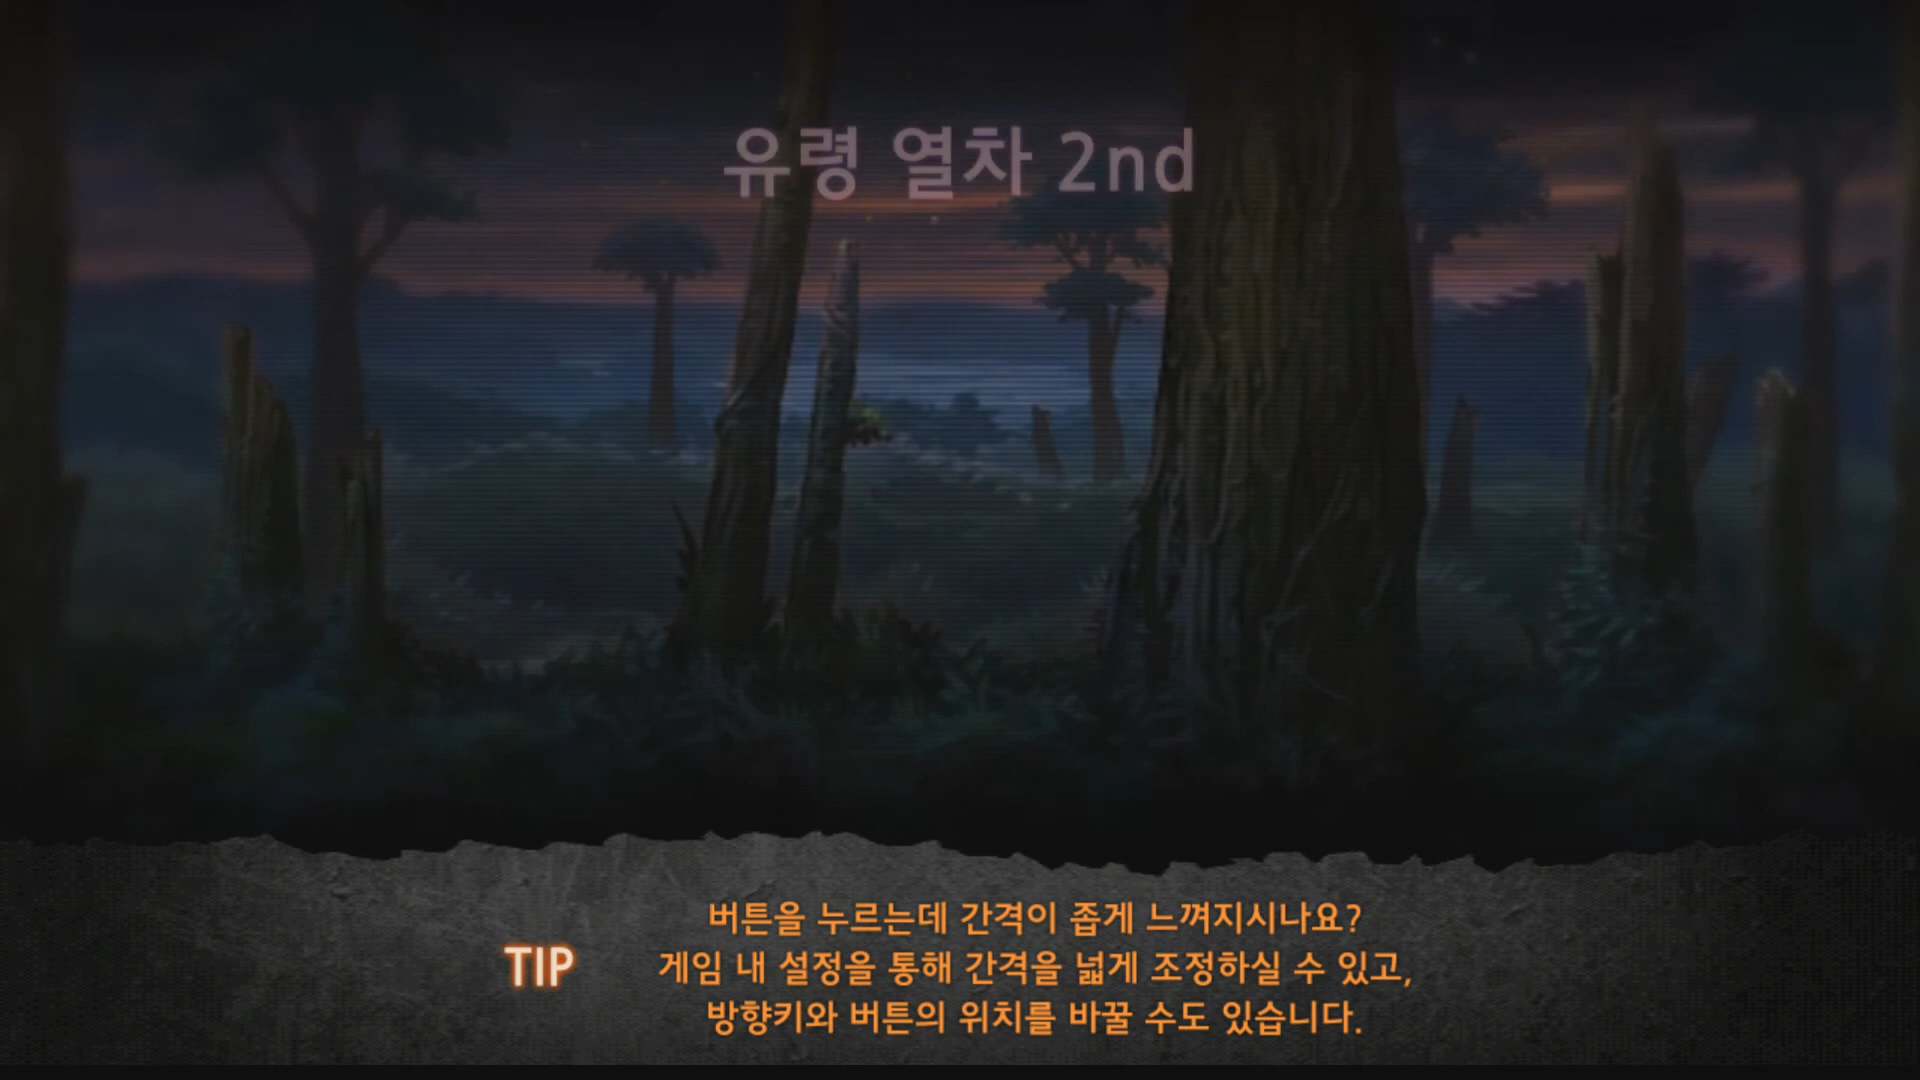 유령 열차 2nd
TIP
버튼을 누르는데 간격이 좁게 느껴지시나요?
게임 내 설정을 통해 간격을 넓게 조정하실 수 있고,
방향키와 버튼의 위치를 바꿀 수도 있습니다.